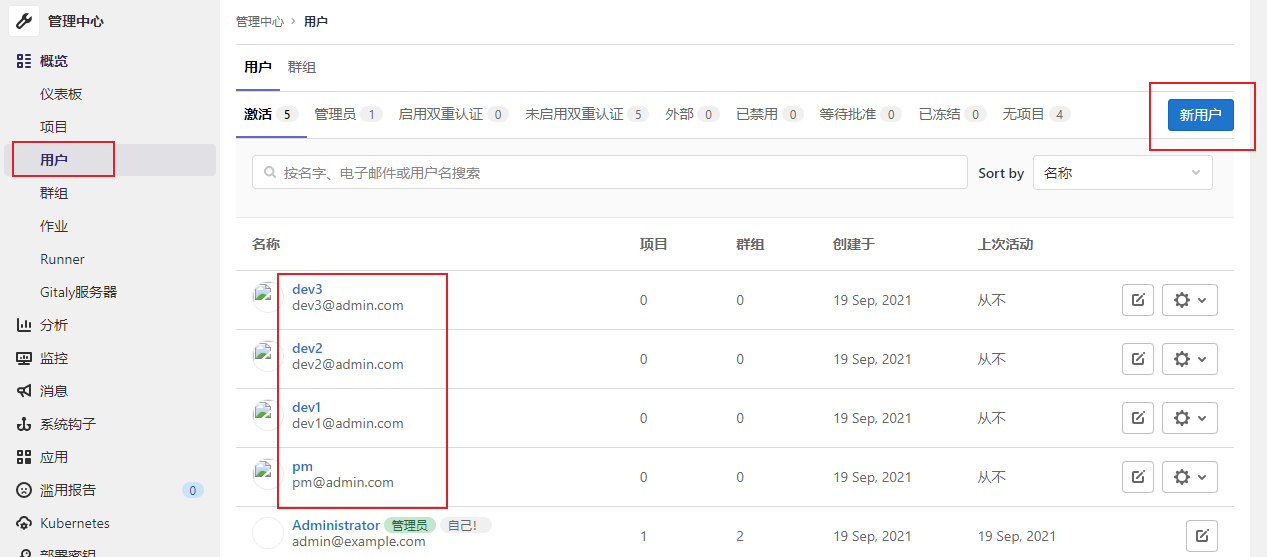 管理中心
概览
仪表板
项目
用户
群组
作业
Runner
Gitaly服务器
分析
监控
消息
系统钩子
应用
滥用报告 0
Kubernetes
部署密钥
管理中心 › 用户
用户 群组
激活 5 管理员 1 启用双重认证 0 未启用双重认证 5 外部 0 已禁用 0 等待批准 0 已冻结 0 无项目 4 新用户
按名字、电子邮件或用户名搜索 Sort by 名称
名称 项目 群组 创建于 上次活动
dev3
dev3@admin.com 0 0 19 Sep, 2021 从不
dev2
dev2@admin.com 0 0 19 Sep, 2021 从不
dev1
dev1@admin.com 0 0 19 Sep, 2021 从不
pm
pm@admin.com 0 0 19 Sep, 2021 从不
Administrator 管理员 自己!
admin@example.com 1 2 19 Sep, 2021 19 Sep, 2021